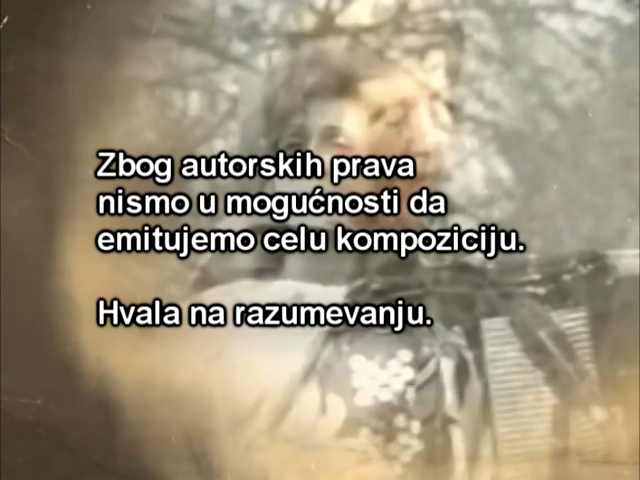 Zbog autorskih prava
nismo u mogućnosti da
emitujemo celu kompoziciju.
Hvala na razumevanju.